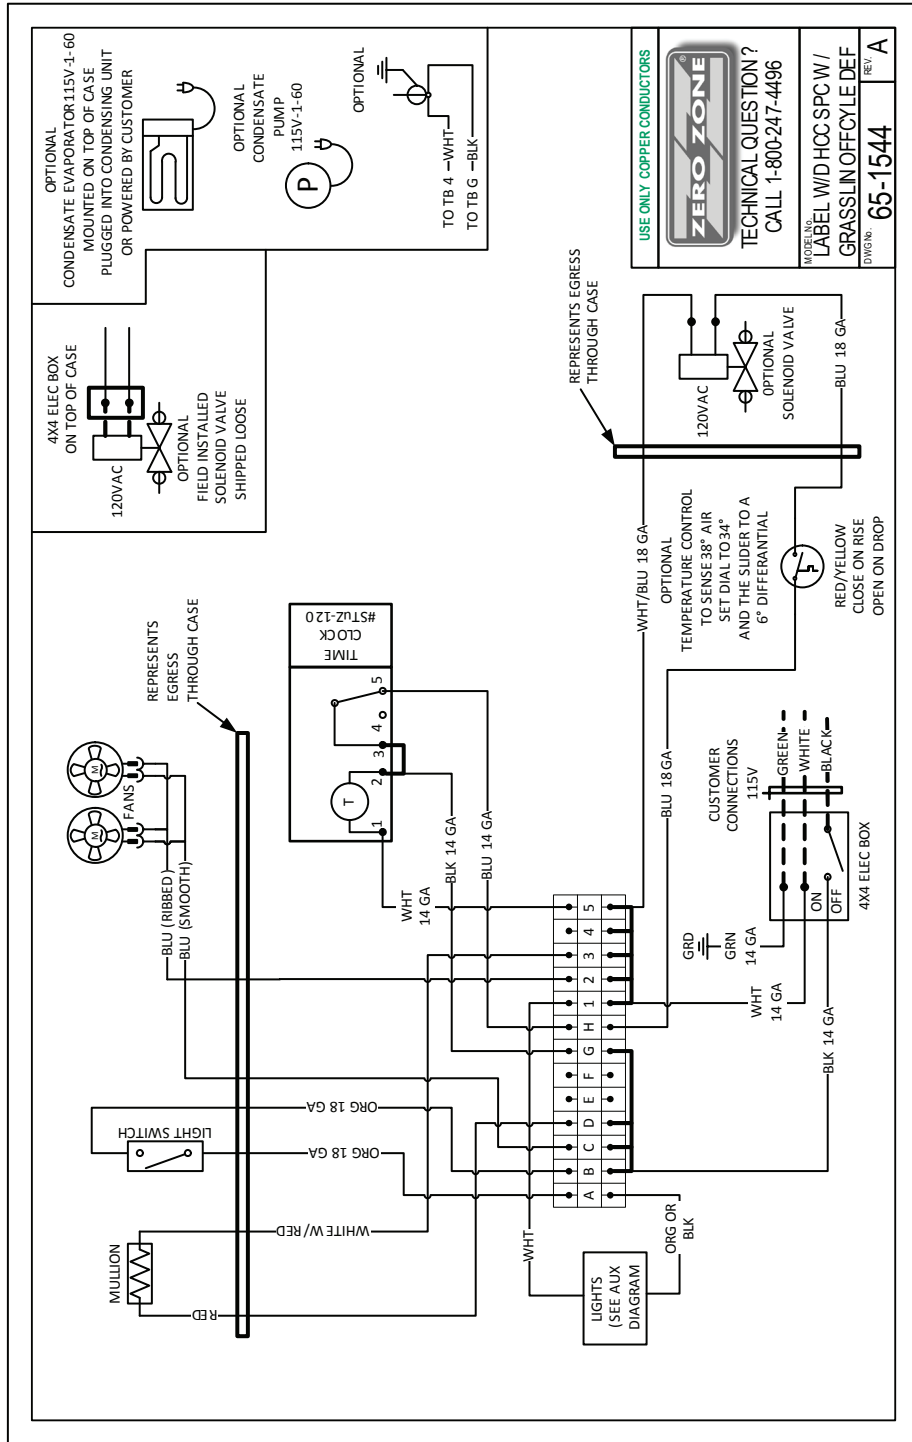 OPTIONAL
CONDENSATE EVAPORATOR 115V-1-60
MOUNTED ON TOP OF CASE
PLUGGED INTO CONDENSING UNIT
OR POWERED BY CUSTOMER
OPTIONAL
CONDENSATE
PUMP
115V-1-60
P
OPTIONAL
TO TB 4 WHT
TO TB G BLK
4X4 ELEC BOX
ON TOP OF CASE
120VAC
OPTIONAL
FIELD INSTALLED
SOLENOID VALVE
SHIPPED LOOSE
REPRESENTS
EGRESS
THROUGH CASE
M
M
FANS
BLU (RIBBED)
BLU (SMOOTH)
LIGHT SWITCH
ORG 18 GA
ORG 18 GA
MULLION
WHITE W/RED
RED
TIME
CLOCK
#STuZ-120
T
1
2
3
4
5
WHT
14 GA
BLK 14 GA
BLU 14 GA
A
B
C
D
E
F
G
H
1
2
3
4
5
WHT
LIGHTS
(SEE AUX
DIAGRAM
ORG OR
BLK
WHT
14 GA
BLK 14 GA
GRD
GRN
14 GA
ON
OFF
4X4 ELEC BOX
CUSTOMER
CONNECTIONS
115V
GREEN
WHITE
BLACK
BLU 18GA
WHT/BLU 18 GA
OPTIONAL
TEMPERATURE CONTROL
TO SENSE 38° AIR
SET DIAL TO 34°
AND THE SLIDER TO A
6° DIFFERANTIAL
RED/YELLOW
CLOSE ON RISE
OPEN ON DROP
REPRESENTS EGRESS
THROUGH CASE
120VAC
OPTIONAL
SOLENOID VALVE
BLU 18 GA
USE ONLY COPPER CONDUCTORS
ZERO ZONE®
TECHNICAL QUESTION ?
CALL 1-800-247-4496
MODEL No.
LABEL W/D HCC SPC W/
GRASSLIN OFFCYLE DEF
DWG No. 65-1544
REV. A